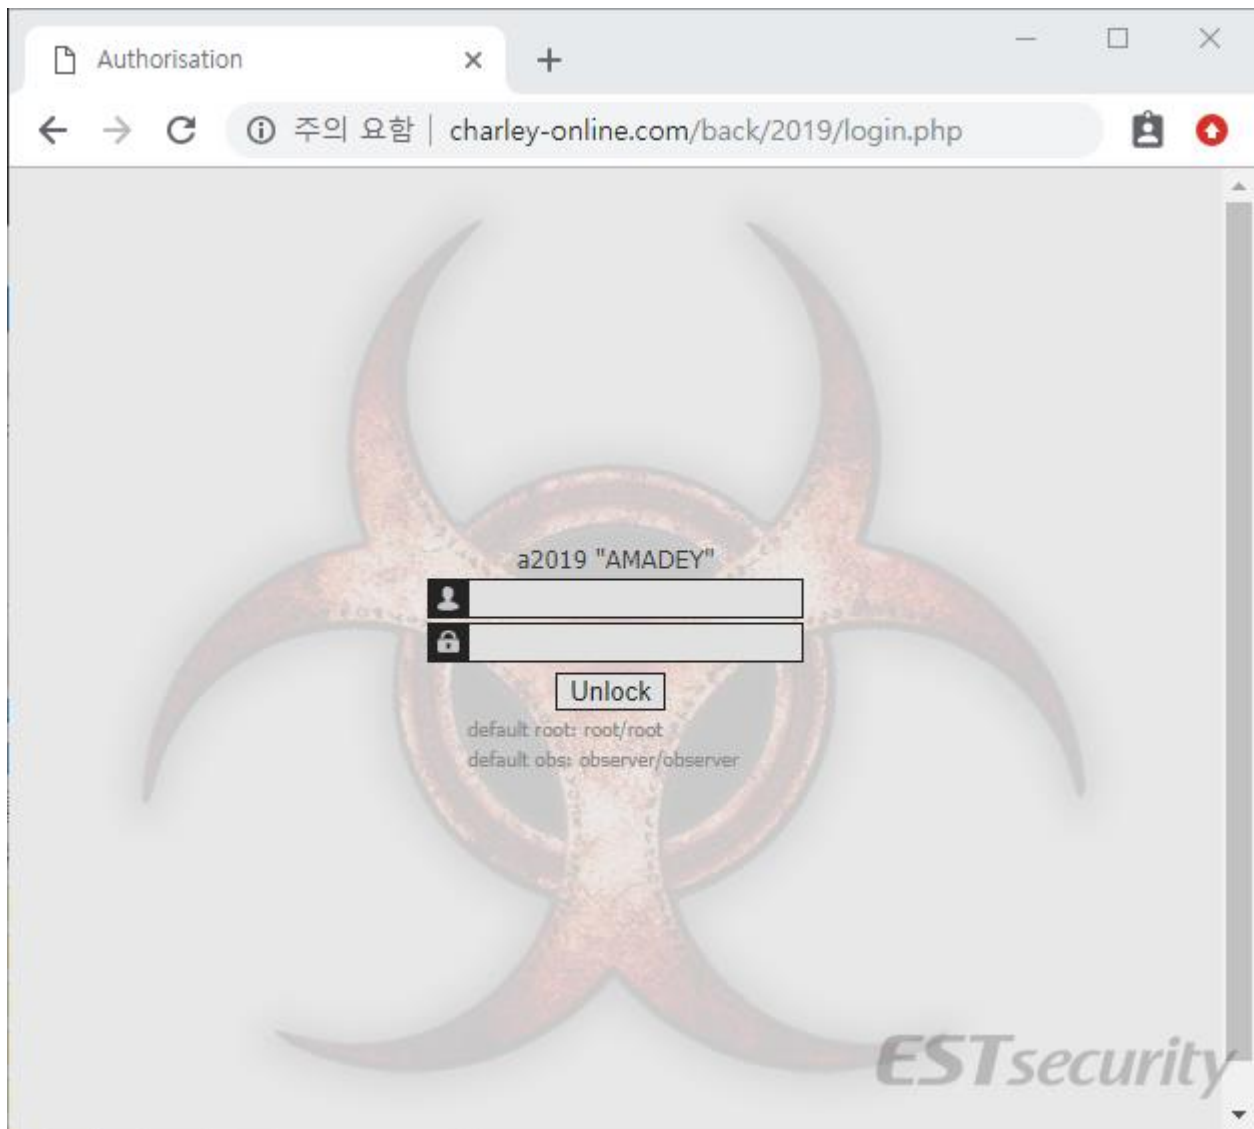 Authorisation
주의 요함 | charley-online.com/back/2019/login.php
a2019 "AMADEY"
Unlock
default root: root/root
default obs: observer/observer
ESTsecurity